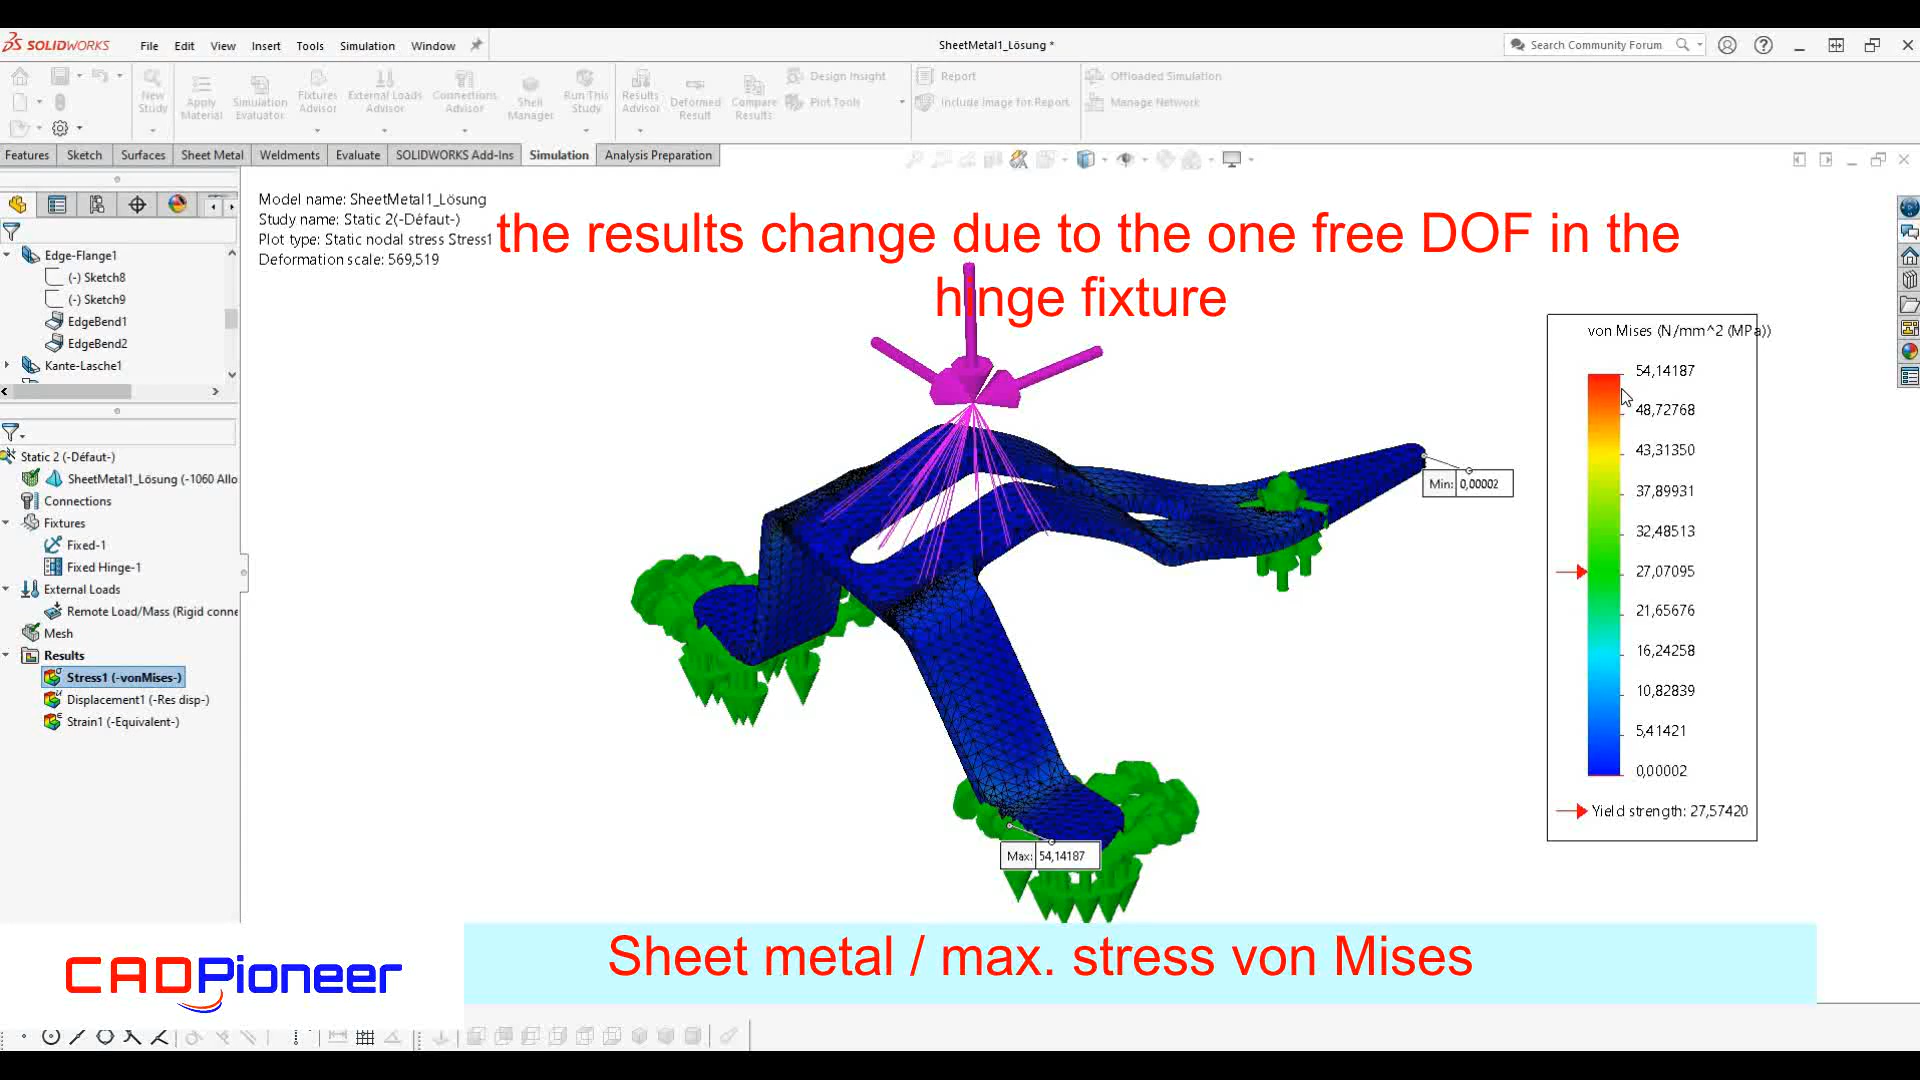 SOLIDWORKS
File Edit View Insert Tools Simulation Window
SheetMetal1_Lösung *
Search Community Forum
New Study
Apply Material
Simulation Evaluator
Fixtures Advisor
External Loads Advisor
Connections Advisor
Shell Manager
Run This Study
Results Advisor
Deformed Result
Compare Results
Design Insight
Plot Tools
Report
Include Image for Report
Offloaded Simulation
Manage Network
Features Sketch Surfaces Sheet Metal Weldments Evaluate SOLIDWORKS Add-Ins Simulation Analysis Preparation
Edge-Flange1
(-) Sketch8
(-) Sketch9
EdgeBend1
EdgeBend2
Kante-Lasche1
Static 2 (-Défaut-)
SheetMetal1_Lösung (-1060 Allo
Connections
Fixtures
Fixed-1
Fixed Hinge-1
External Loads
Remote Load/Mass (Rigid conne
Mesh
Results
Stress1 (-vonMises-)
Displacement1 (-Res disp-)
Strain1 (-Equivalent-)
Model name: SheetMetal1_Lösung
Study name: Static 2(-Défaut-)
Plot type: Static nodal stress Stress1
Deformation scale: 569,519
the results change due to the one free DOF in the
hinge fixture
Min: 0,00002
Max: 54,14187
von Mises (N/mm^2 (MPa))
54,14187
48,72768
43,31350
37,89931
32,48513
27,07095
21,65676
16,24258
10,82839
5,41421
0,00002
Yield strength: 27,57420
CADPioneer
Sheet metal / max. stress von Mises